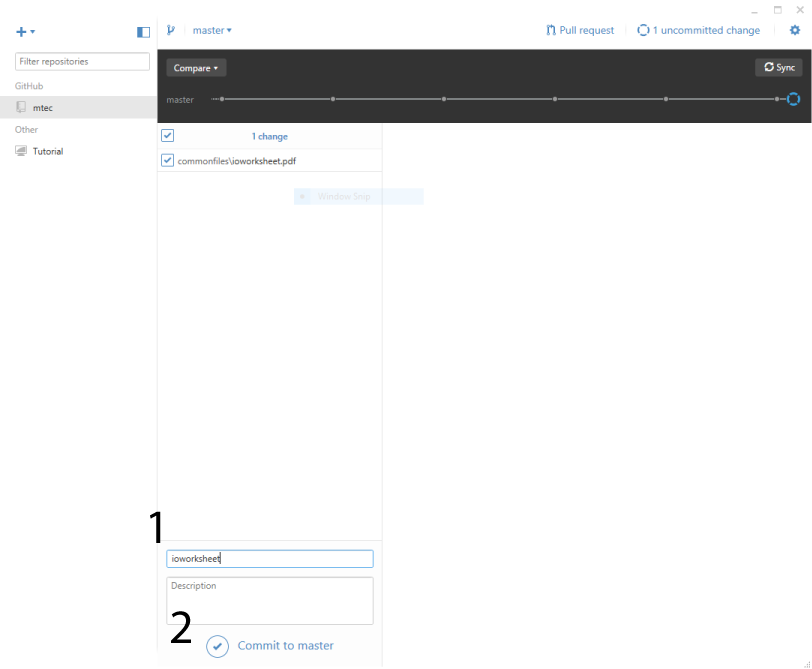 master
Pull request
1 uncommitted change
Filter repositories
GitHub
mtec
Other
Tutorial
Compare
Sync
master
1 change
commonfiles\ioworksheet.pdf
Window Snip
1
ioworksheet
Description
2
Commit to master